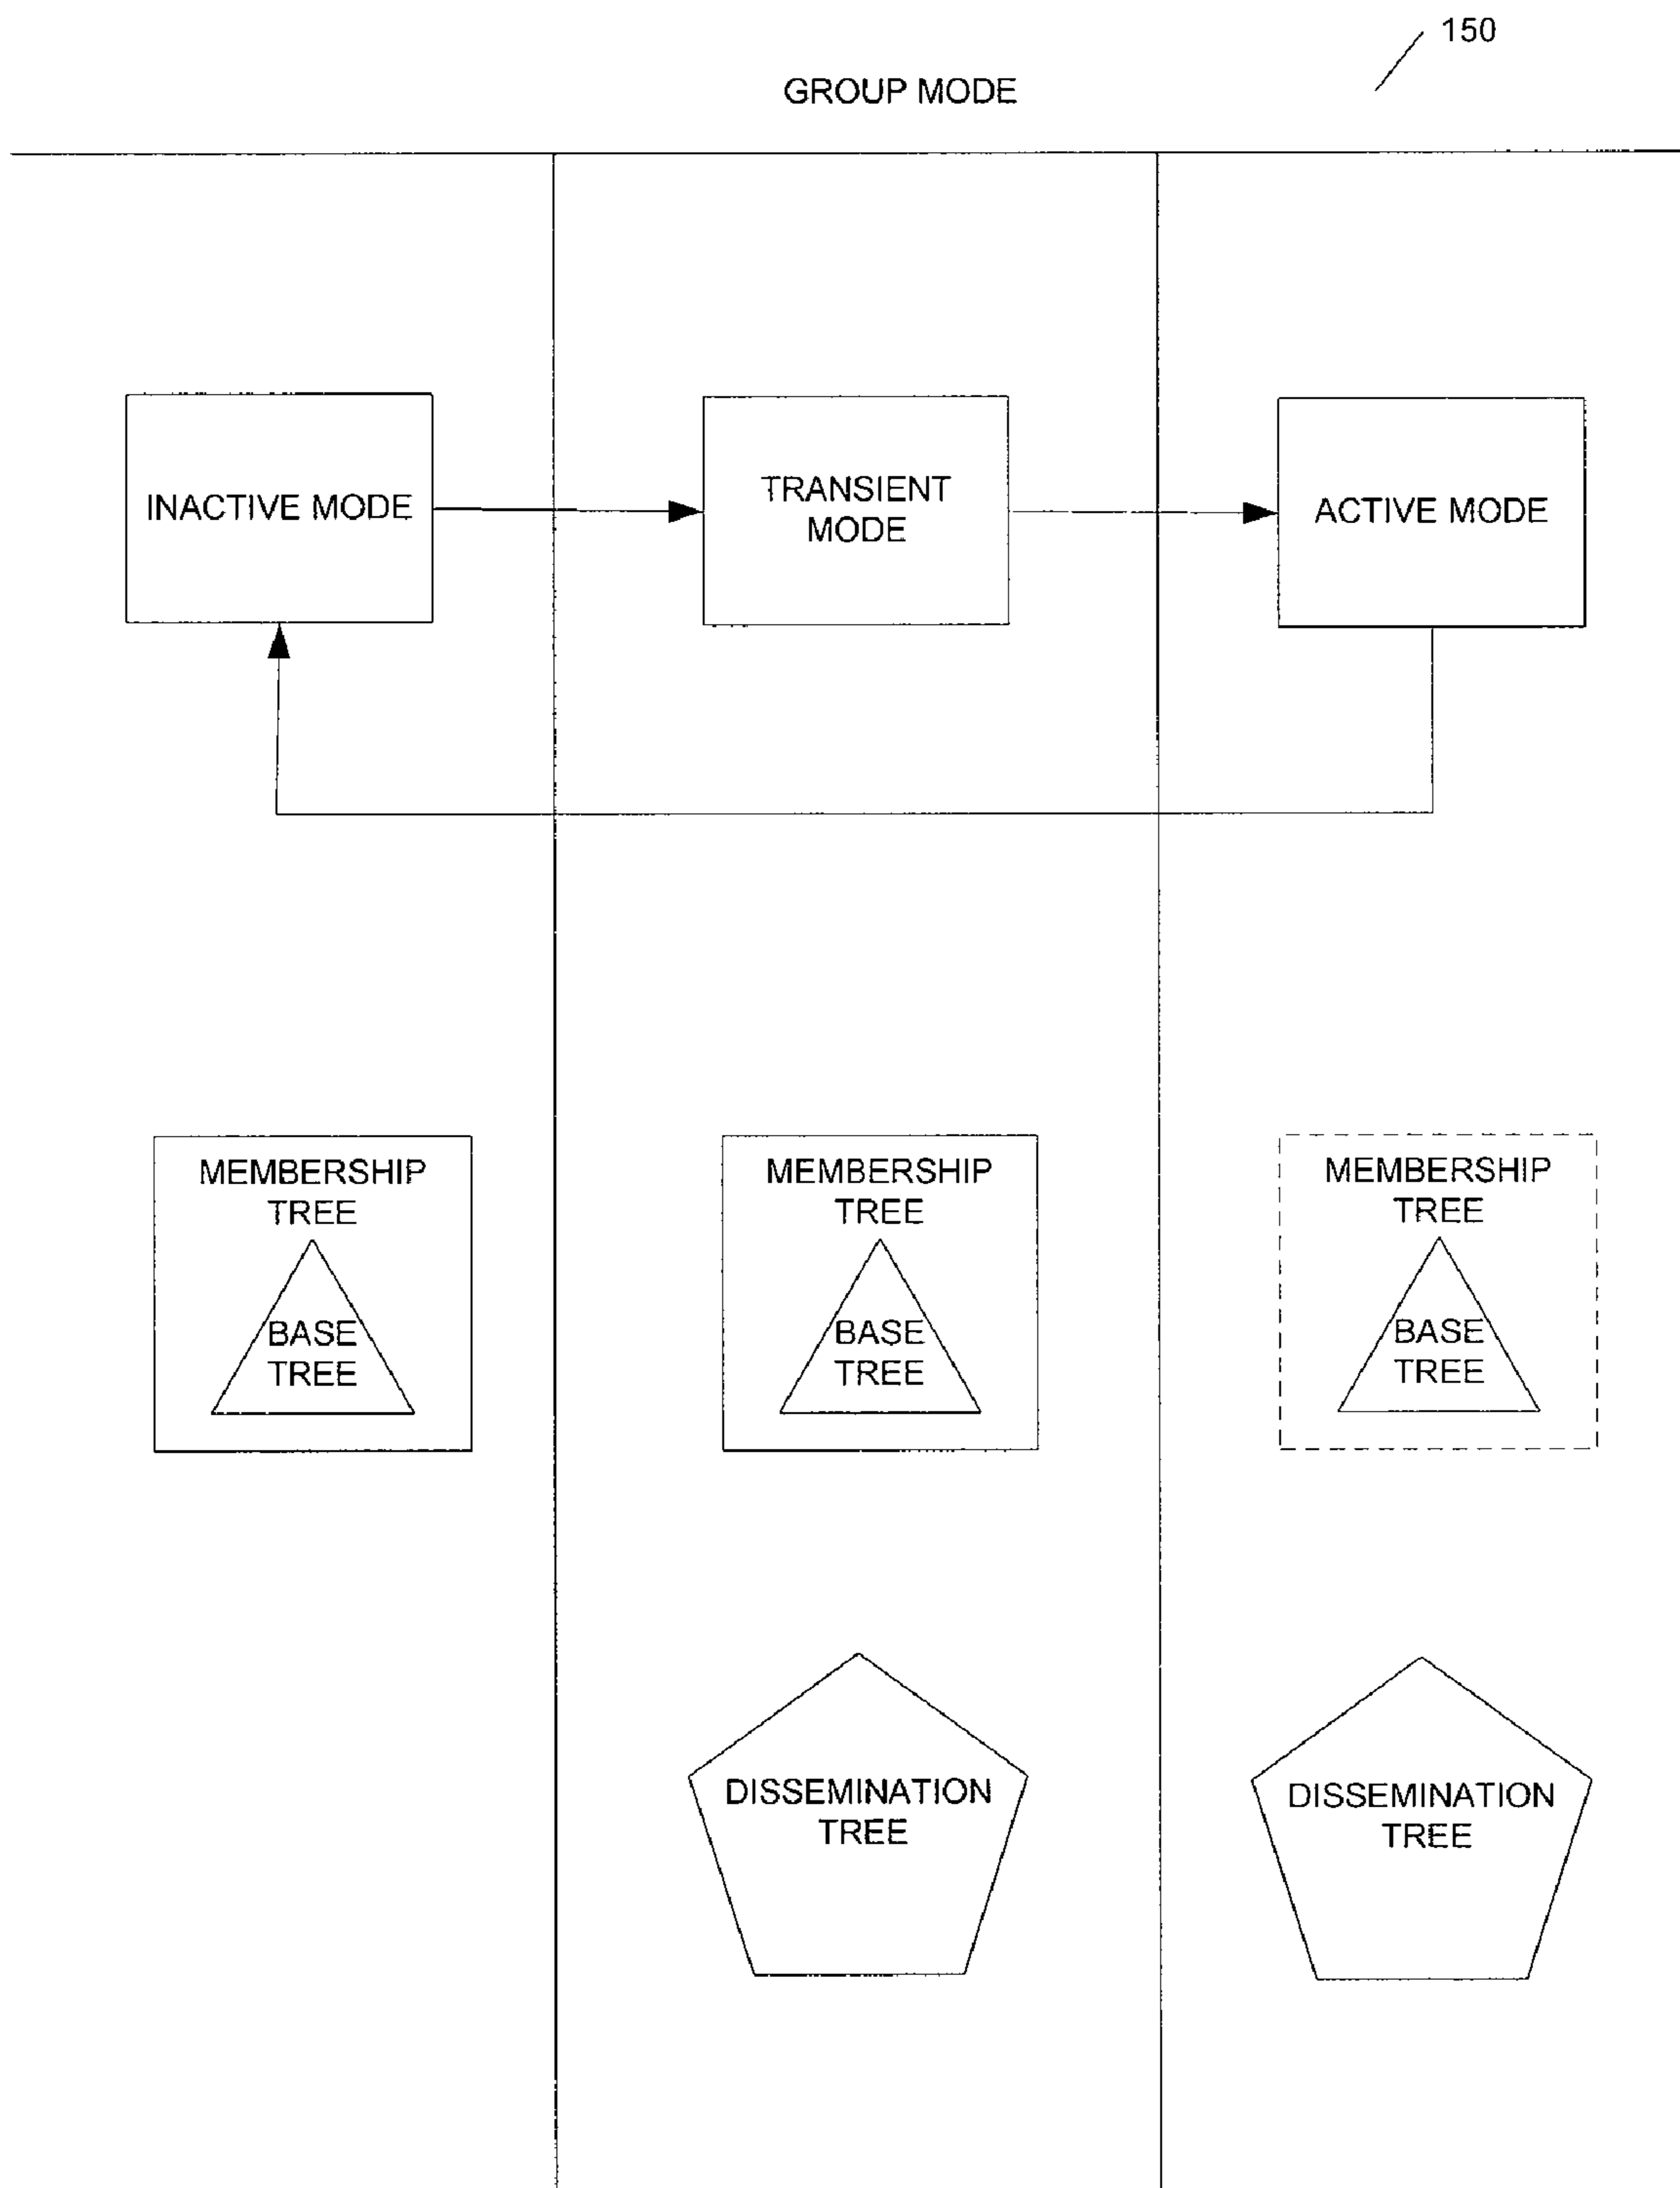 150
GROUP MODE
INACTIVE MODE
TRANSIENT
MODE
ACTIVE MODE
MEMBERSHIP
TREE
BASE
TREE
MEMBERSHIP
TREE
BASE
TREE
MEMBERSHIP
TREE
BASE
TREE
DISSEMINATION
TREE
DISSEMINATION
TREE